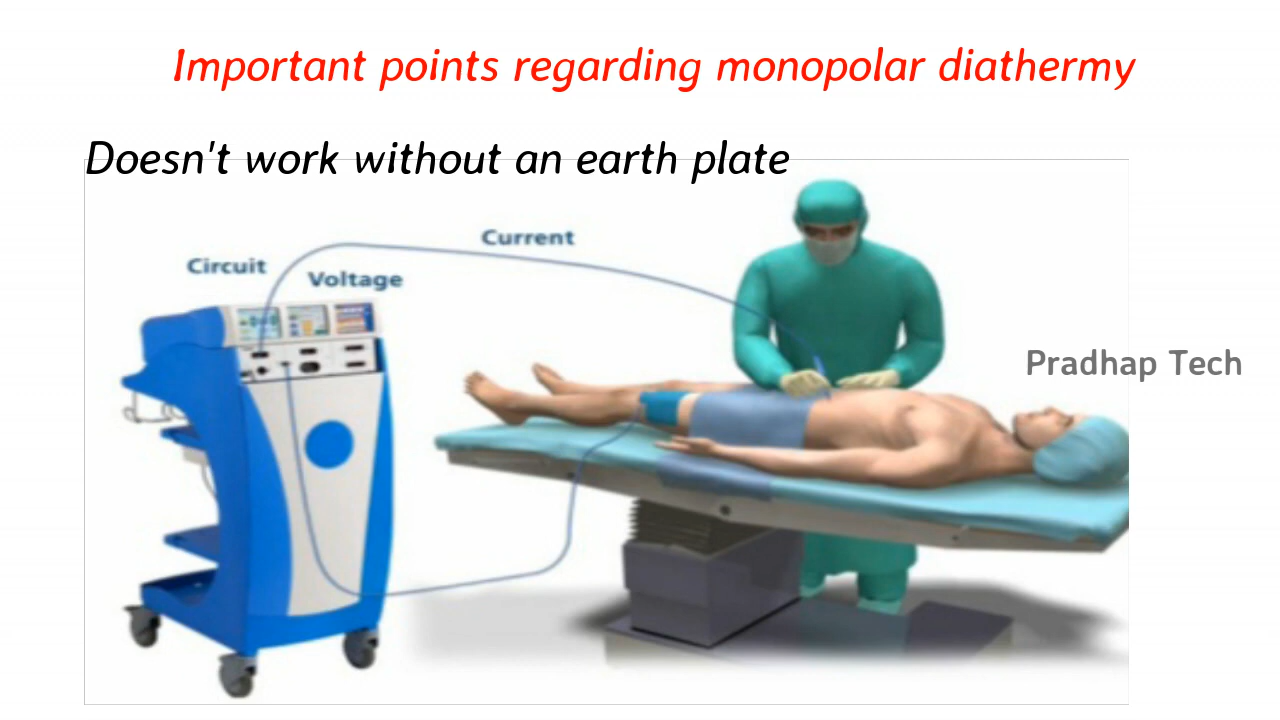 Important points regarding monopolar diathermy
Doesn't work without an earth plate
Current
Circuit
Voltage
Pradhap Tech